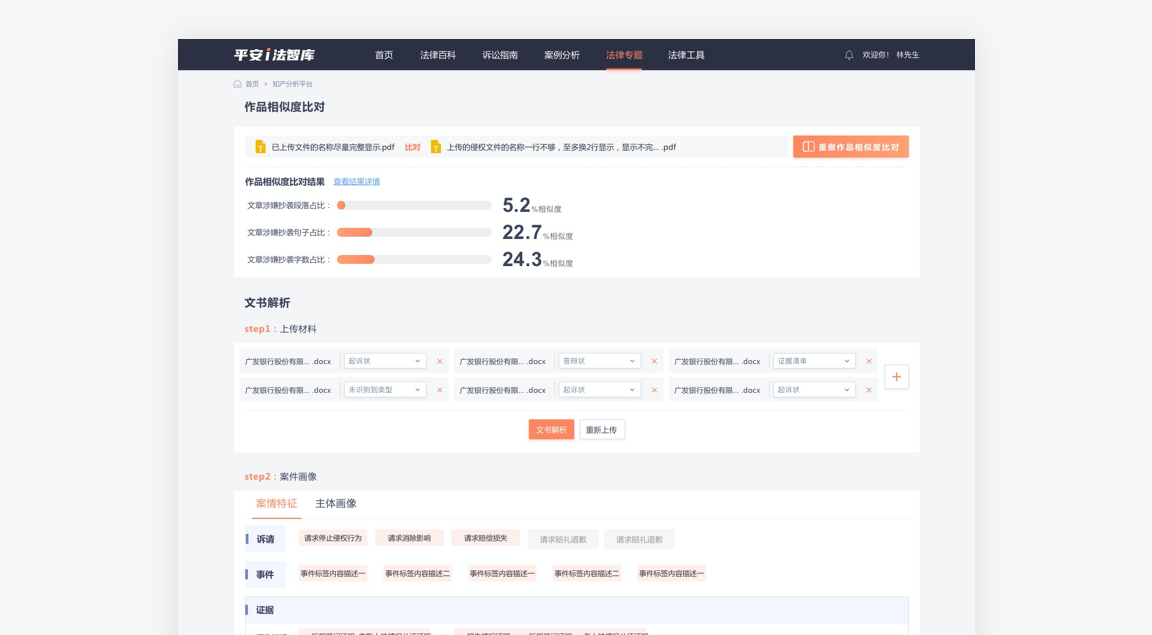 平安i法智库 首页 法律百科 诉讼指南 案例分析 法律专题 法律工具 欢迎你! 林先生
首页 > 知产分析平台
作品相似度比对
已上传文件的名称尽量完整显示.pdf 比对 上传的侵权文件的名称一行不够，至多换2行显示，显示不完... .pdf 重做作品相似度比对
作品相似度比对结果 查看结果详情
文章涉嫌抄袭段落占比： 5.2%相似度
文章涉嫌抄袭句子占比： 22.7%相似度
文章涉嫌抄袭字数占比： 24.3%相似度
文书解析
step1：上传材料
广发银行股份有限... .docx 起诉状 × 广发银行股份有限... .docx 答辩状 × 广发银行股份有限... .docx 证据清单 ×
广发银行股份有限... .docx 未识别到类型 × 广发银行股份有限... .docx 起诉状 × 广发银行股份有限... .docx 起诉状 ×
+
文书解析 重新上传
step2：案件画像
案情特征 主体画像
诉请 请求停止侵权行为 请求消除影响 请求赔偿损失 请求赔礼道歉 请求赔礼道歉
事件 事件标签内容描述一 事件标签内容描述二 事件标签内容描述一 事件标签内容描述二 事件标签内容描述一
证据